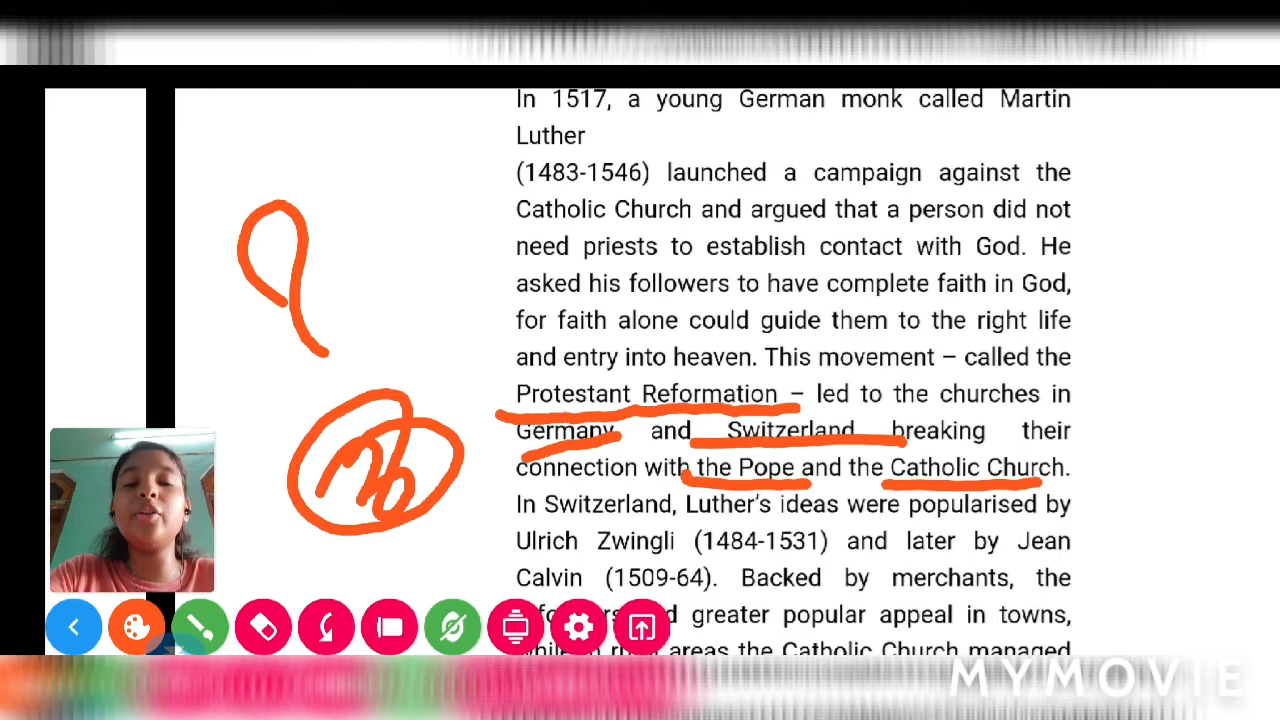 In 1517, a young German monk called Martin
Luther
(1483-1546) launched a campaign against the
Catholic Church and argued that a person did not
need priests to establish contact with God. He
asked his followers to have complete faith in God,
for faith alone could guide them to the right life
and entry into heaven. This movement – called the
Protestant Reformation – led to the churches in
Germany and Switzerland breaking their
connection with the Pope and the Catholic Church.
In Switzerland, Luther's ideas were popularised by
Ulrich Zwingli (1484-1531) and later by Jean
Calvin (1509-64). Backed by merchants, the
greater popular appeal in towns,
areas the Catholic Church managed
MYMOVIE